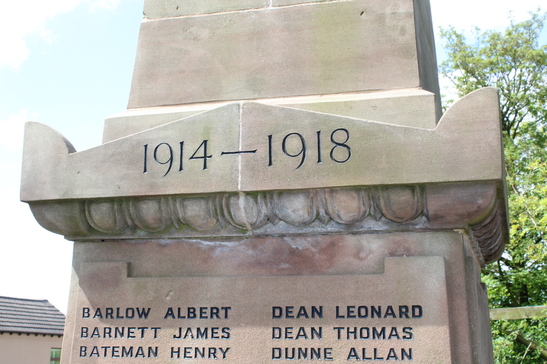 1914 — 1918
BARLOW ALBERT DEAN LEONARD
BARNETT JAMES DEAN THOMAS
BATEMAN HENRY DUNNE ALLAN